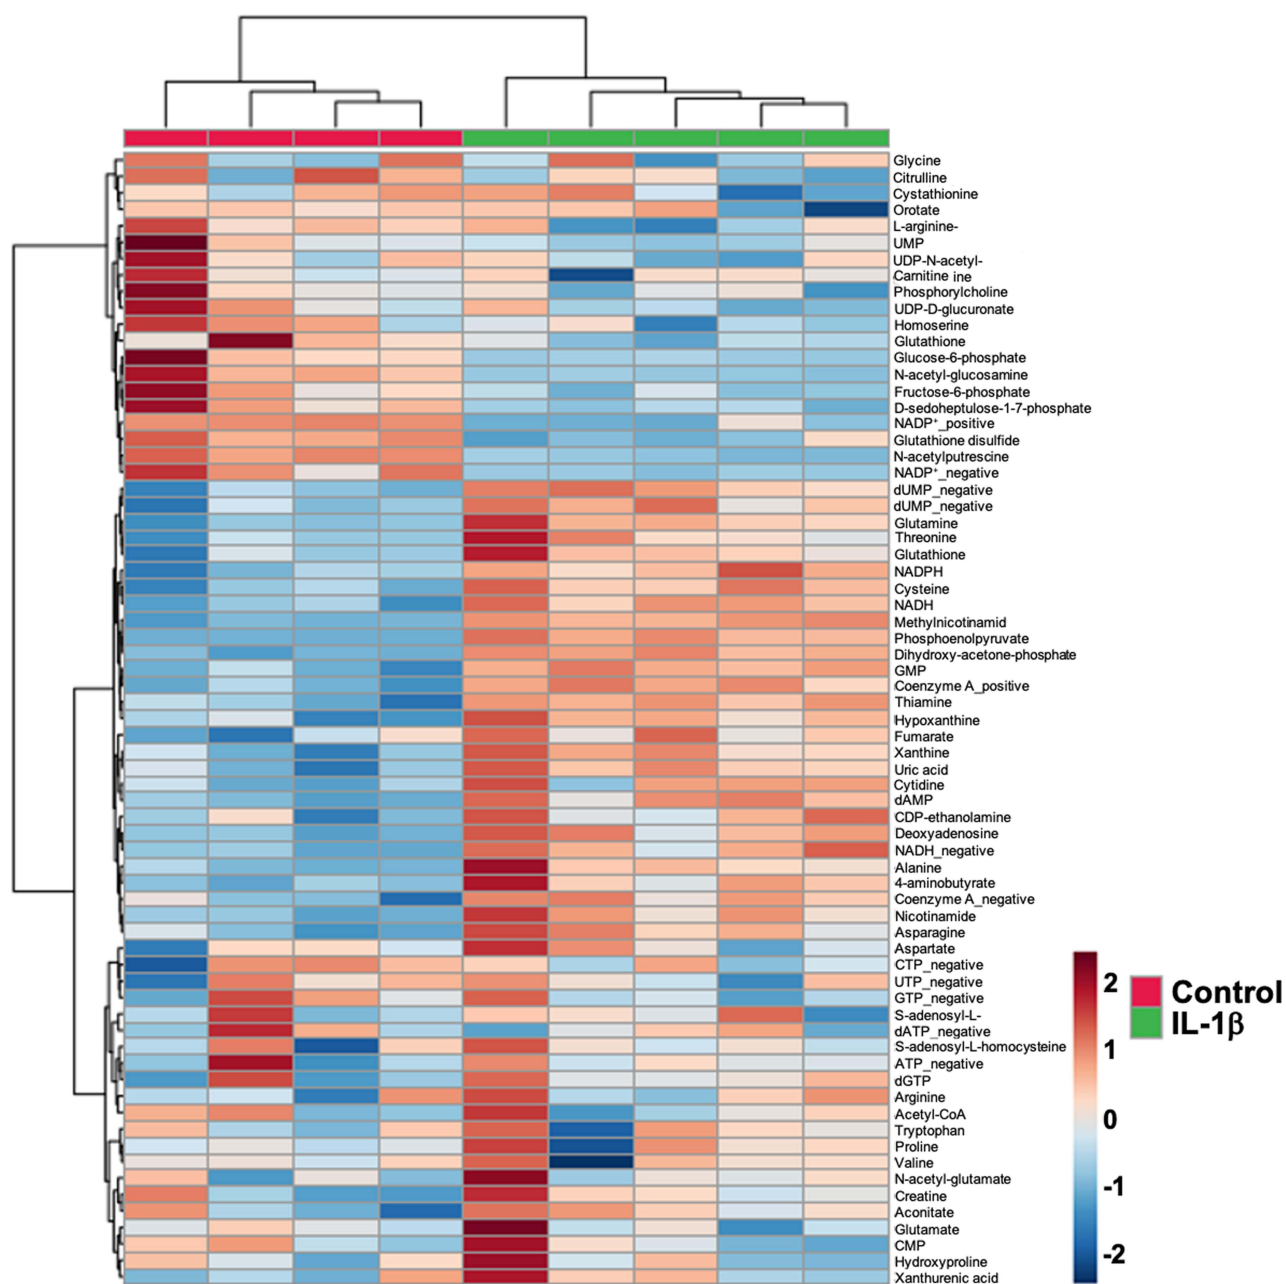 Glycine
Citrulline
Cystathionine
Orotate
L-arginine-
UMP
UDP-N-acetyl-
Carnitine ine
Phosphorylcholine
UDP-D-glucuronate
Homoserine
Glutathione
Glucose-6-phosphate
N-acetyl-glucosamine
Fructose-6-phosphate
D-sedoheptulose-1-7-phosphate
NADP⁺_positive
Glutathione disulfide
N-acetylputrescine
NADP⁺_negative
dUMP_negative
dUMP_negative
Glutamine
Threonine
Glutathione
NADPH
Cysteine
NADH
Methylnicotinamid
Phosphoenolpyruvate
Dihydroxy-acetone-phosphate
GMP
Coenzyme A_positive
Thiamine
Hypoxanthine
Fumarate
Xanthine
Uric acid
Cytidine
dAMP
CDP-ethanolamine
Deoxyadenosine
NADH_negative
Alanine
4-aminobutyrate
Coenzyme A_negative
Nicotinamide
Asparagine
Aspartate
CTP_negative
UTP_negative
GTP_negative
S-adenosyl-L-
dATP_negative
S-adenosyl-L-homocysteine
ATP_negative
dGTP
Arginine
Acetyl-CoA
Tryptophan
Proline
Valine
N-acetyl-glutamate
Creatine
Aconitate
Glutamate
CMP
Hydroxyproline
Xanthurenic acid
2
1
0
-1
-2
Control
IL-1β